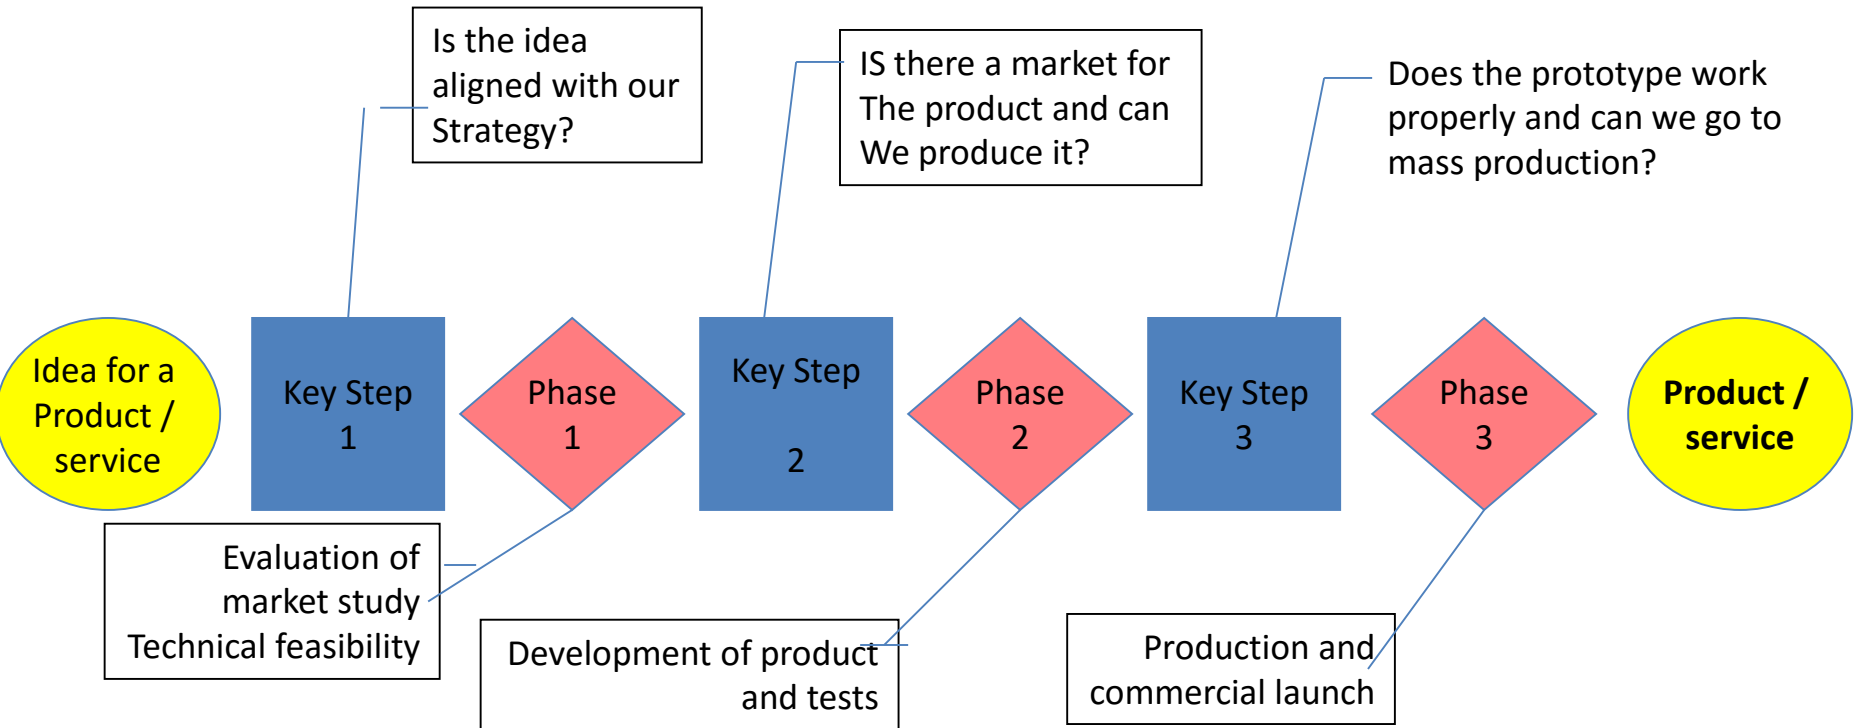 Is the idea
aligned with our
Strategy?
IS there a market for
The product and can
We produce it?
Does the prototype work
properly and can we go to
mass production?
Idea for a
Product /
service
Key Step
1
Phase
1
Key Step
2
Phase
2
Key Step
3
Phase
3
Product /
service
Evaluation of
market study
Technical feasibility
Development of product
and tests
Production and
commercial launch